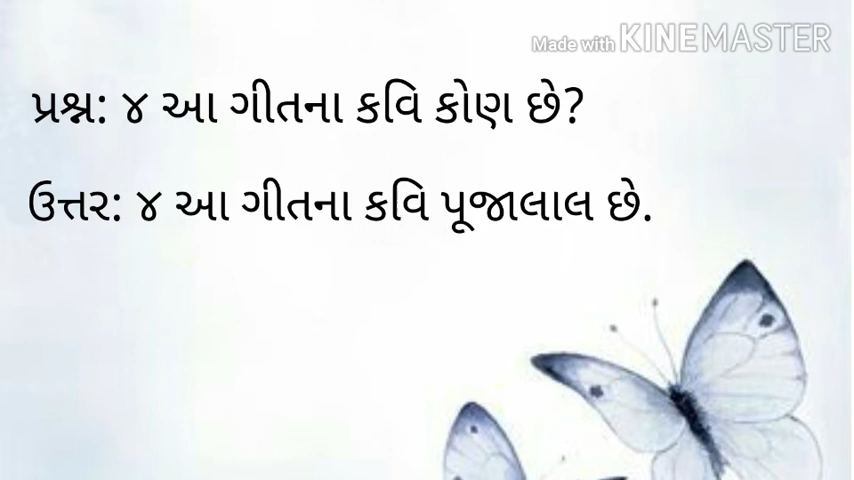 Made with KINEMASTER
પ્રશ્ન: ૪ આ ગીતના કવિ કોણ છે?
ઉત્તર: ૪ આ ગીતના કવિ પૂજાલાલ છે.